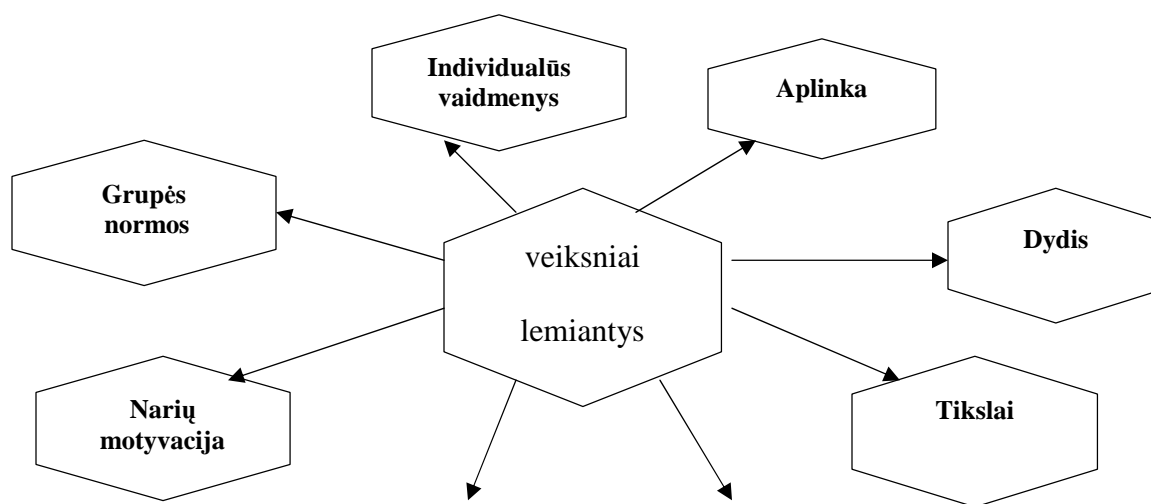 Individualūs
vaidmenys
Aplinka
Grupės
normos
veiksniai
lemiantys
Dydis
Narių
motyvacija
Tikslai